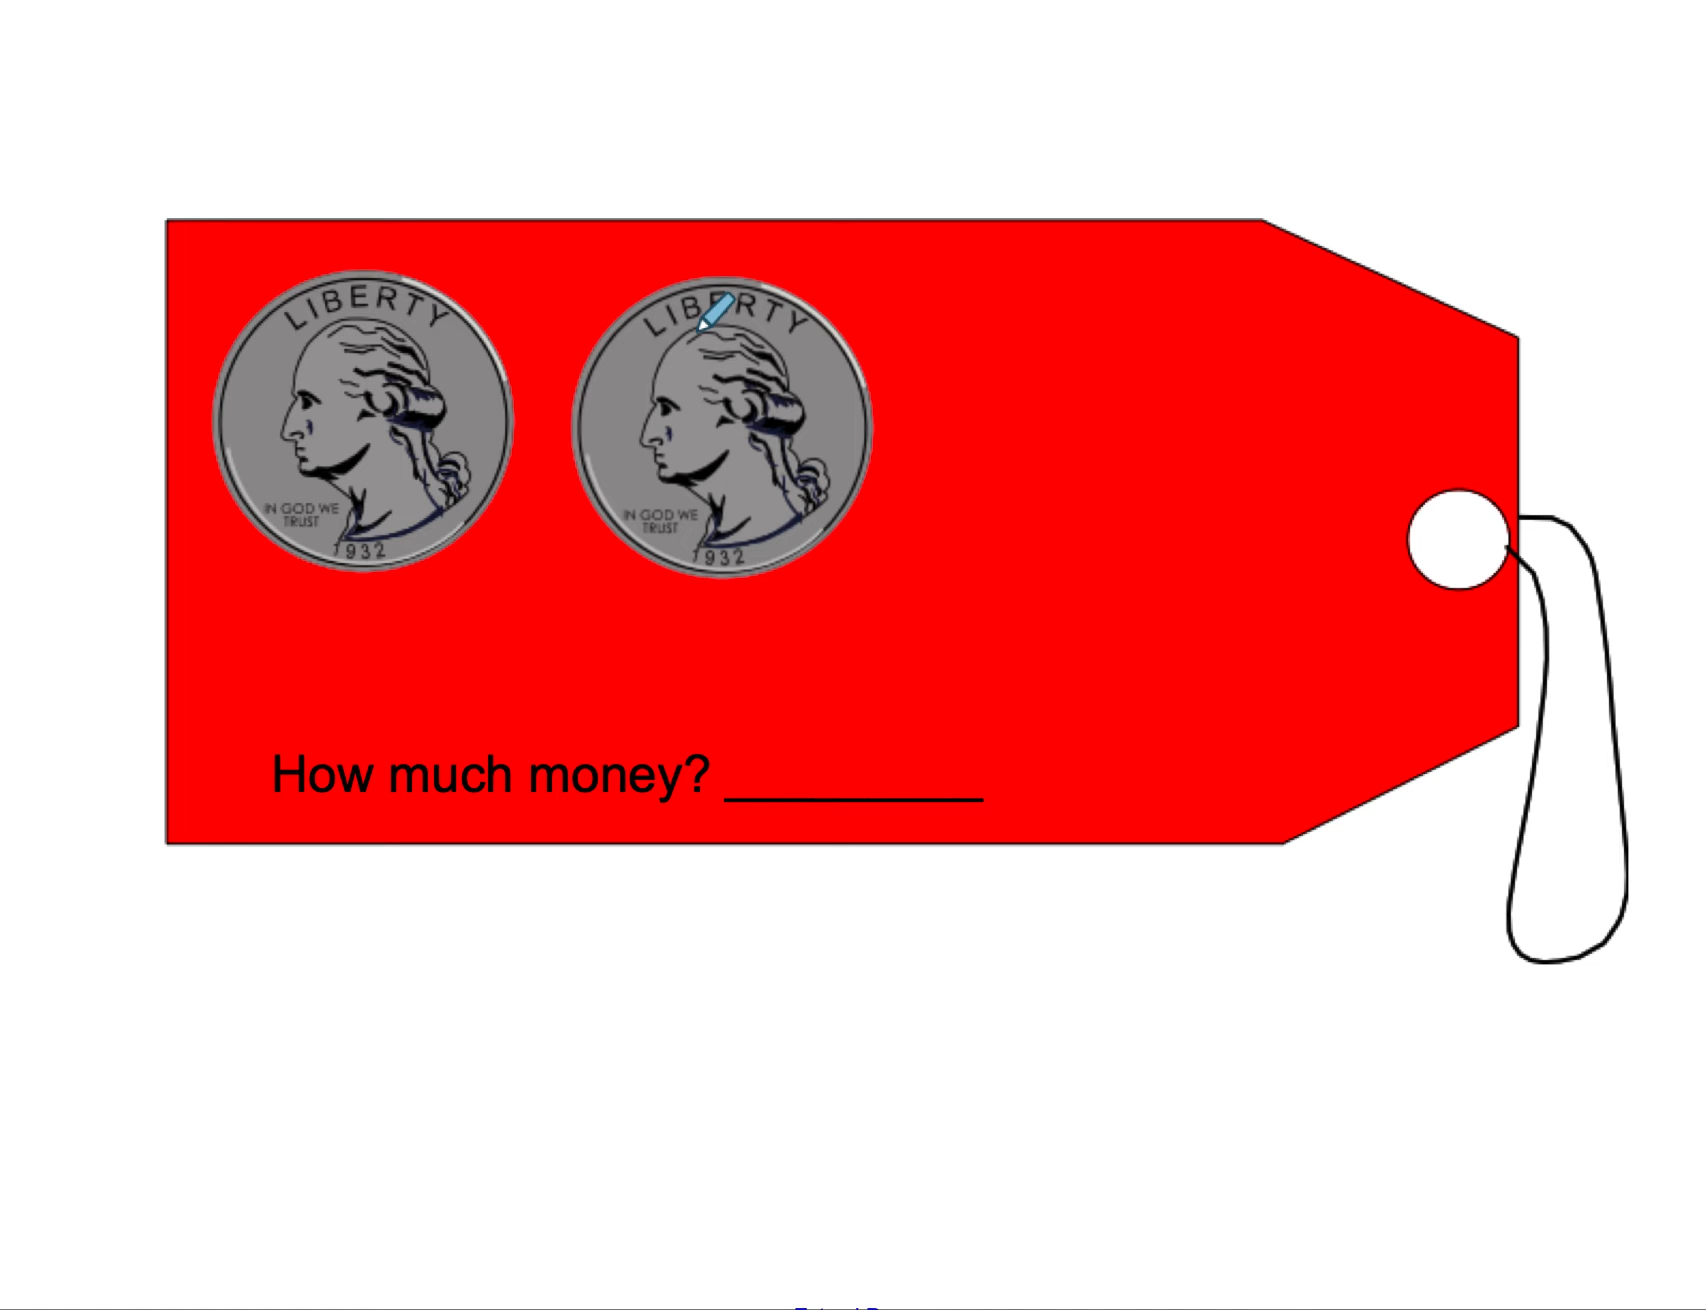 LIBERTY
IN GOD WE
TRUST
1932
LIBERTY
IN GOD WE
TRUST
1932
How much money? __________